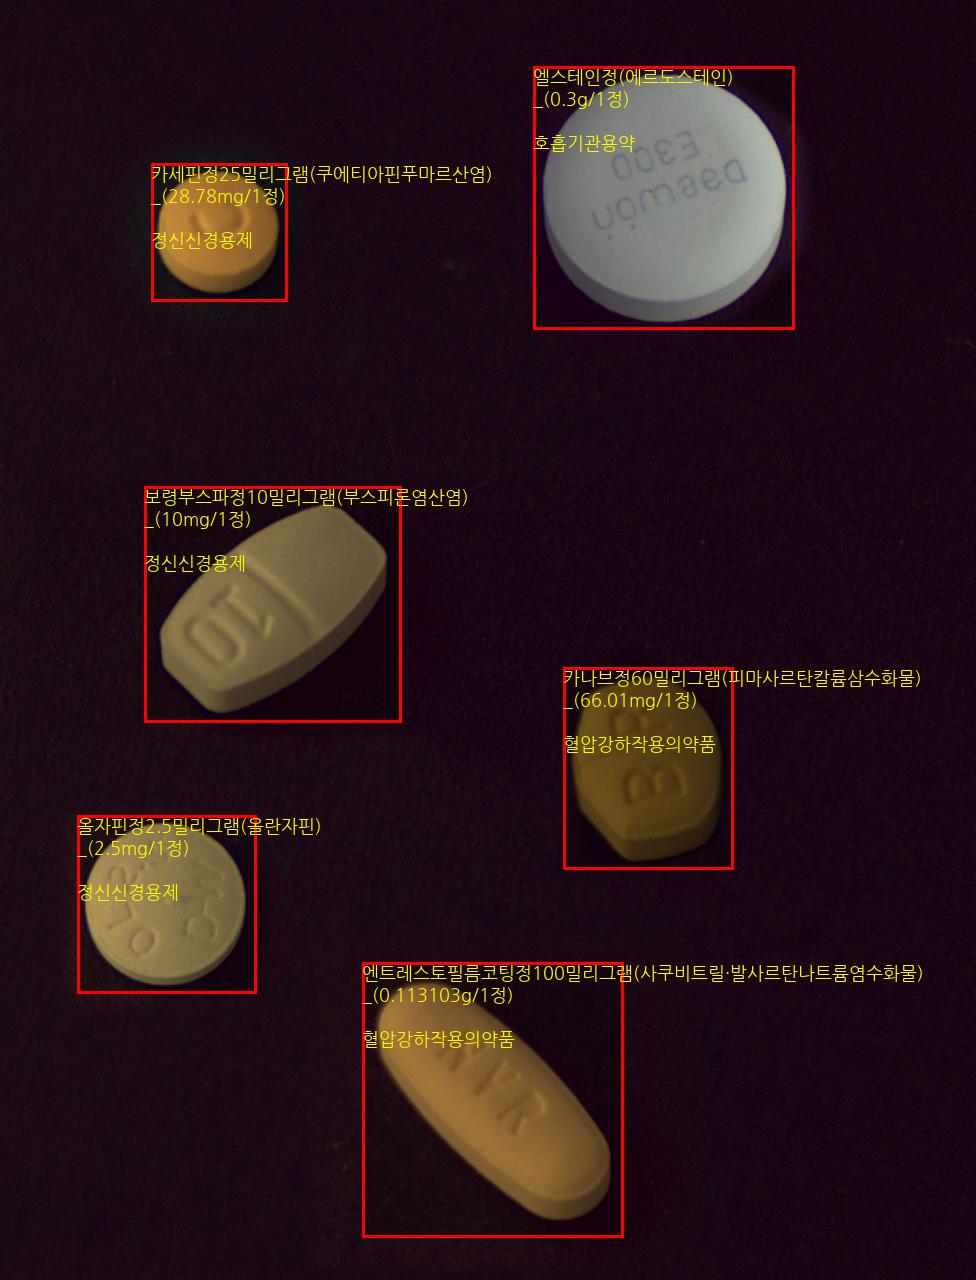 엘스테인정(에르도스테인)
_(0.3g/1정)
호흡기관용약
E300
Daewon
카세핀정25밀리그램(쿠에티아핀푸마르산염)
_(28.78mg/1정)
정신신경용제
보령부스파정10밀리그램(부스피론염산염)
_(10mg/1정)
정신신경용제
10
카나브정60밀리그램(피마사르탄칼륨삼수화물)
_(66.01mg/1정)
혈압강하작용의약품
올자핀정2.5밀리그램(올란자핀)
_(2.5mg/1정)
정신신경용제
엔트레스토필름코팅정100밀리그램(사쿠비트릴·발사르탄나트륨염수화물)
_(0.113103g/1정)
혈압강하작용의약품
NVR